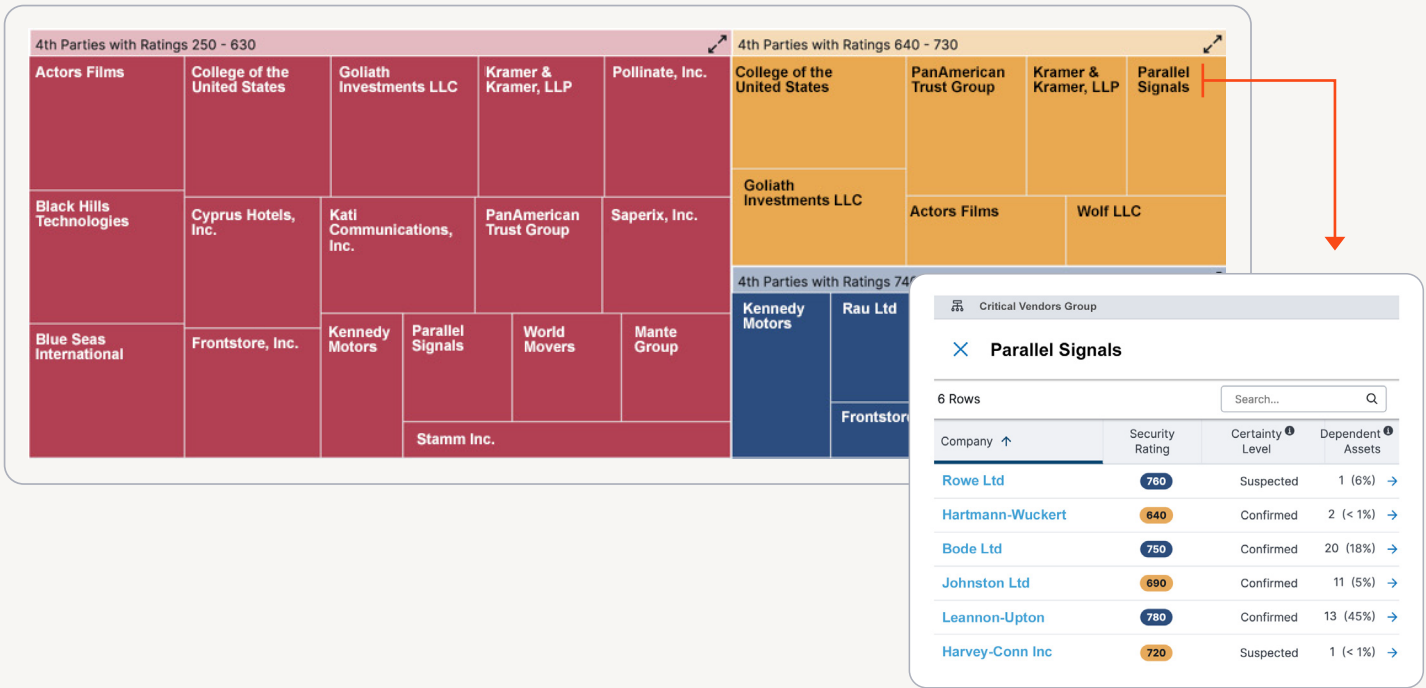 4th Parties with Ratings 250 - 630
Actors Films
College of the
United States
Goliath
Investments LLC
Kramer &
Kramer, LLP
Pollinate, Inc.
Black Hills
Technologies
Cyprus Hotels,
Inc.
Kati
Communications,
Inc.
PanAmerican
Trust Group
Saperix, Inc.
Blue Seas
International
Frontstore, Inc.
Kennedy
Motors
Parallel
Signals
World
Movers
Mante
Group
Stamm Inc.
4th Parties with Ratings 640 - 730
College of the
United States
PanAmerican
Trust Group
Kramer &
Kramer, LLP
Parallel
Signals
Goliath
Investments LLC
Actors Films
Wolf LLC
4th Parties with Ratings 74
Kennedy
Motors
Rau Ltd
Frontstor
Critical Vendors Group
Parallel Signals
6 Rows
Search...
Company
Security
Rating
Certainty
Level
Dependent
Assets
Rowe Ltd 760 Suspected 1 (6%)
Hartmann-Wuckert 640 Confirmed 2 (< 1%)
Bode Ltd 750 Confirmed 20 (18%)
Johnston Ltd 690 Confirmed 11 (5%)
Leannon-Upton 780 Confirmed 13 (45%)
Harvey-Conn Inc 720 Suspected 1 (< 1%)